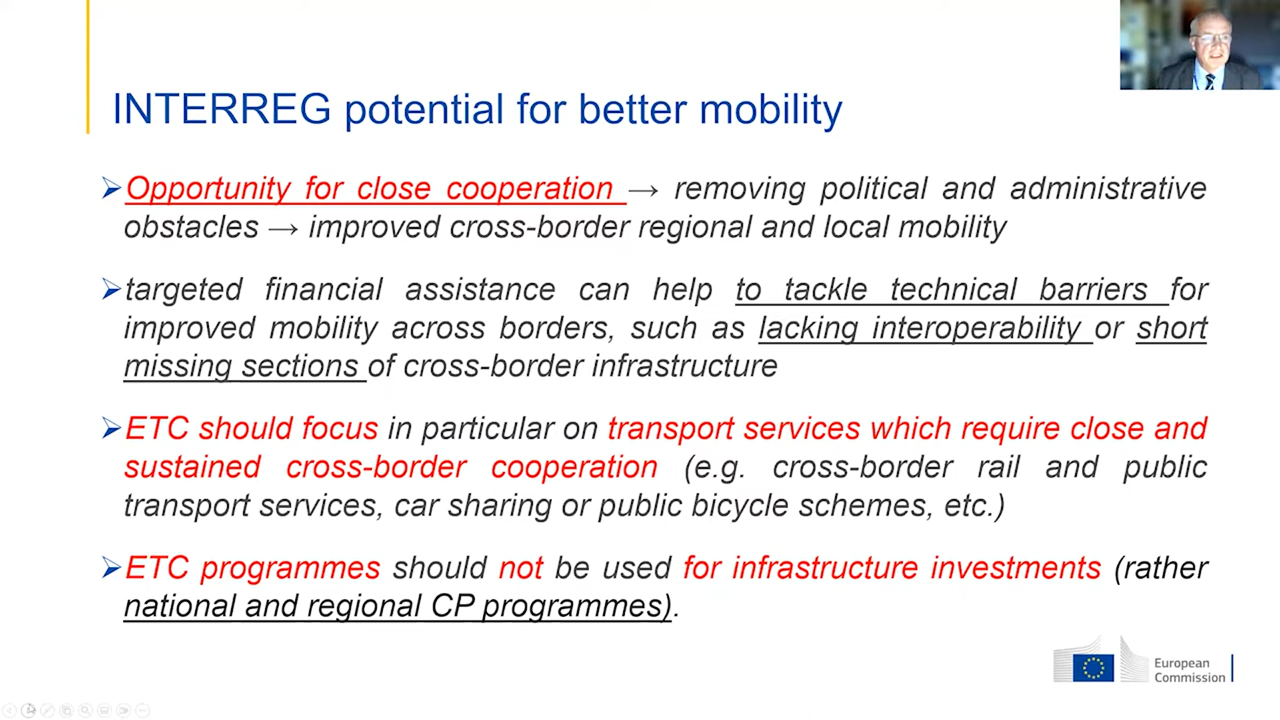 INTERREG potential for better mobility
Opportunity for close cooperation → removing political and administrative
obstacles → improved cross-border regional and local mobility
targeted financial assistance can help to tackle technical barriers for
improved mobility across borders, such as lacking interoperability or short
missing sections of cross-border infrastructure
ETC should focus in particular on transport services which require close and
sustained cross-border cooperation (e.g. cross-border rail and public
transport services, car sharing or public bicycle schemes, etc.)
ETC programmes should not be used for infrastructure investments (rather
national and regional CP programmes).
European
Commission